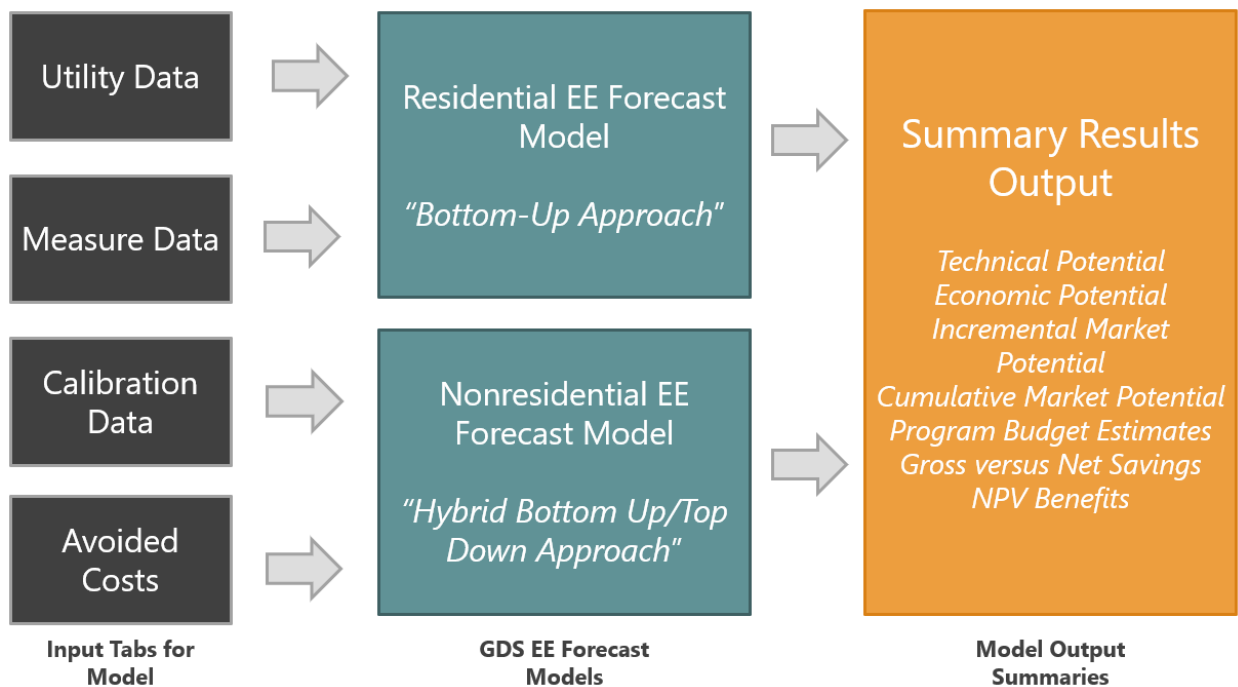 Utility Data
Measure Data
Calibration
Data
Avoided
Costs
Input Tabs for
Model
Residential EE Forecast
Model
“Bottom-Up Approach”
Nonresidential EE
Forecast Model
“Hybrid Bottom Up/Top
Down Approach”
GDS EE Forecast
Models
Summary Results
Output
Technical Potential
Economic Potential
Incremental Market
Potential
Cumulative Market Potential
Program Budget Estimates
Gross versus Net Savings
NPV Benefits
Model Output
Summaries